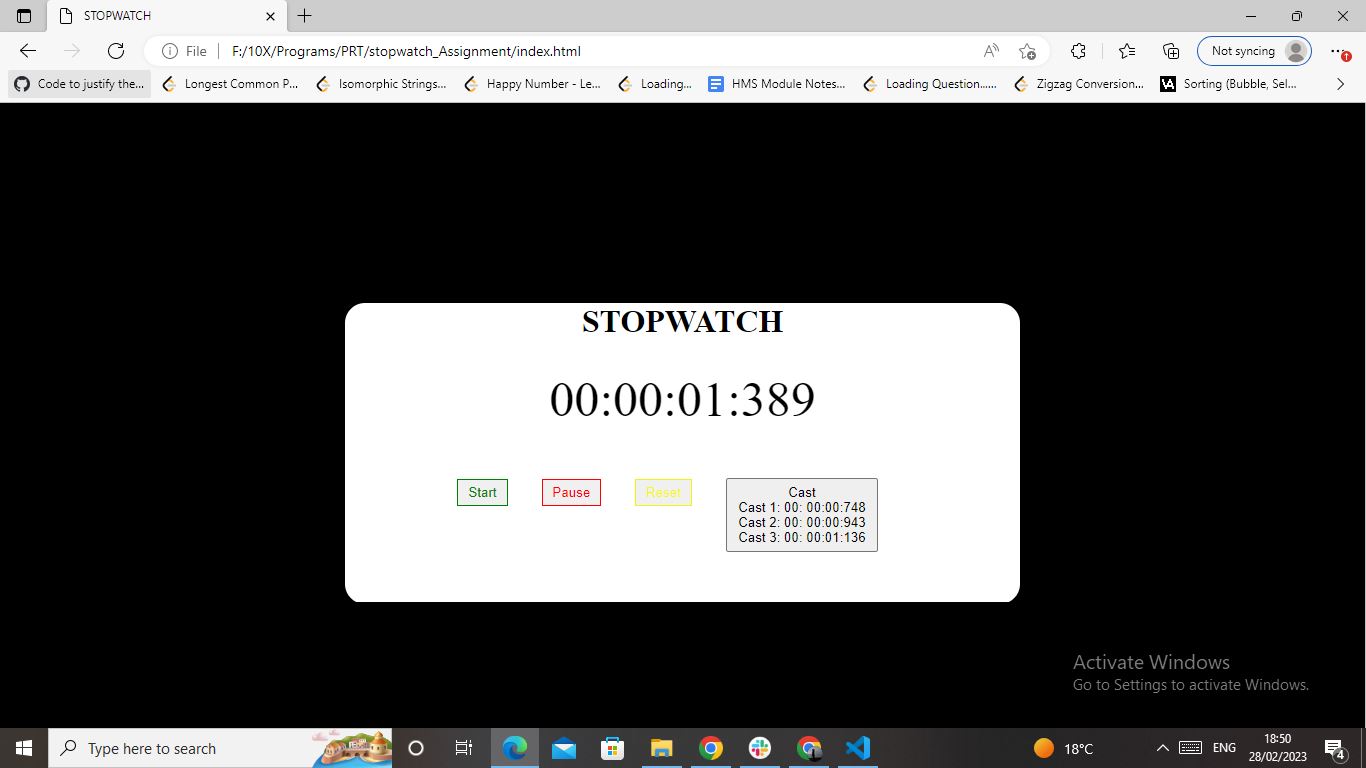 STOPWATCH
File
F:/10X/Programs/PRT/stopwatch_Assignment/index.html
Not syncing
Code to justify the...
Longest Common P...
Isomorphic Strings...
Happy Number - Le...
Loading...
HMS Module Notes...
Loading Question......
Zigzag Conversion...
VA
Sorting (Bubble, Sel...
STOPWATCH
00:00:01:389
Start
Pause
Reset
Cast
Cast 1: 00: 00:00:748
Cast 2: 00: 00:00:943
Cast 3: 00: 00:01:136
Activate Windows
Go to Settings to activate Windows.
Type here to search
18°C
ENG
18:50
28/02/2023
4